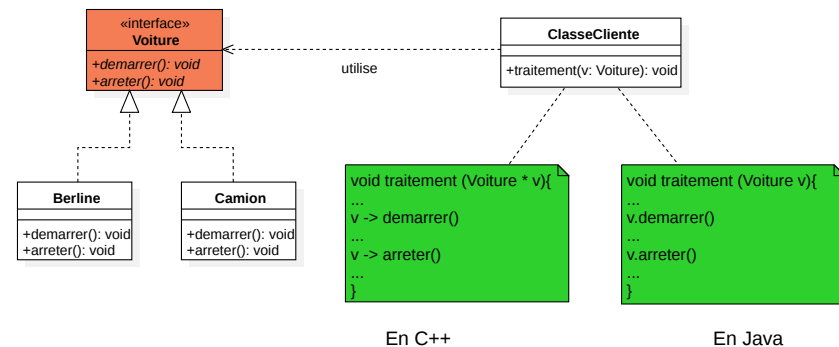 «interface»
Voiture
+demarrer(): void
+arreter(): void
utilise
ClasseCliente
+traitement(v: Voiture): void
Berline
+demarrer(): void
+arreter(): void
Camion
+demarrer(): void
+arreter(): void
void traitement (Voiture * v){
...
v -> demarrer()
...
v -> arreter()
...
}
void traitement (Voiture v){
...
v.demarrer()
...
v.arreter()
...
}
En C++
En Java